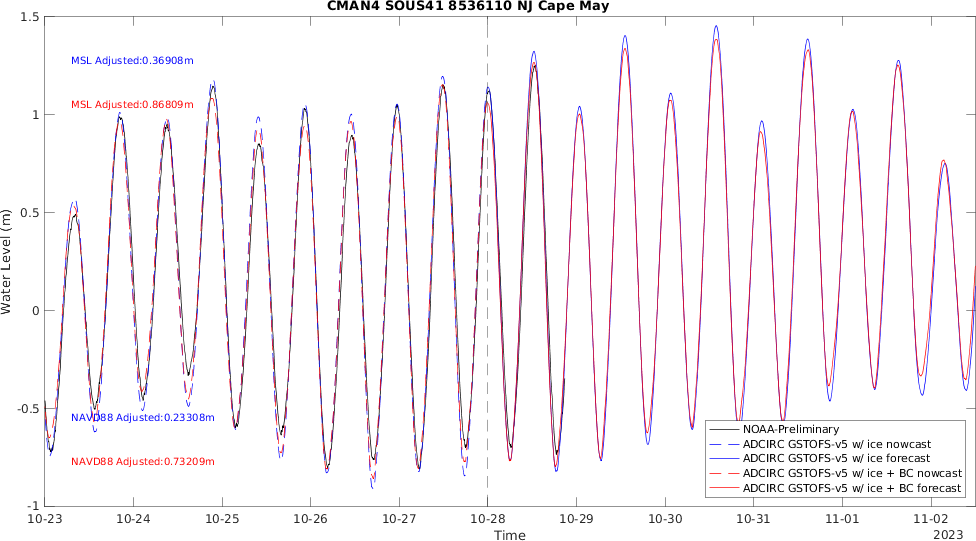 CMAN4 SOUS41 8536110 NJ Cape May
1.5
1
0.5
0
-0.5
-1
Water Level (m)
MSL Adjusted:0.36908m
MSL Adjusted:0.86809m
NAVD88 Adjusted:0.23308m
NAVD88 Adjusted:0.73209m
NOAA-Preliminary
ADCIRC GSTOFS-v5 w/ ice nowcast
ADCIRC GSTOFS-v5 w/ ice forecast
ADCIRC GSTOFS-v5 w/ ice + BC nowcast
ADCIRC GSTOFS-v5 w/ ice + BC forecast
10-23 10-24 10-25 10-26 10-27 10-28 10-29 10-30 10-31 11-01 11-02
Time
2023